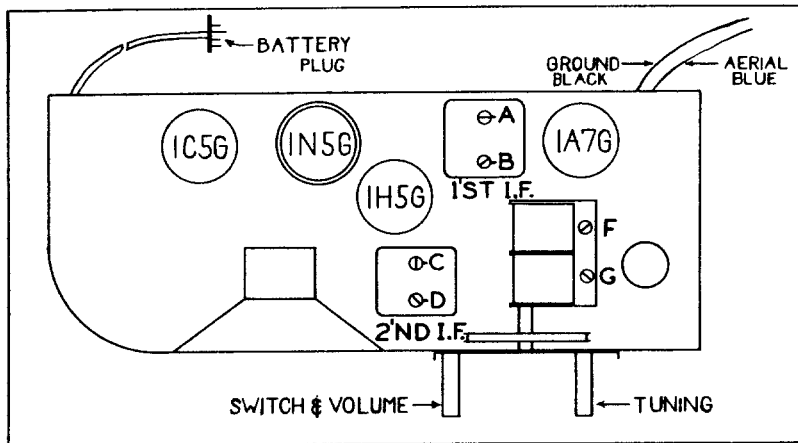 BATTERY
PLUG
GROUND
BLACK
AERIAL
BLUE
1C5G
1N5G
A
B
1'ST I.F.
1A7G
1H5G
F
G
C
D
2'ND I.F.
SWITCH & VOLUME
TUNING